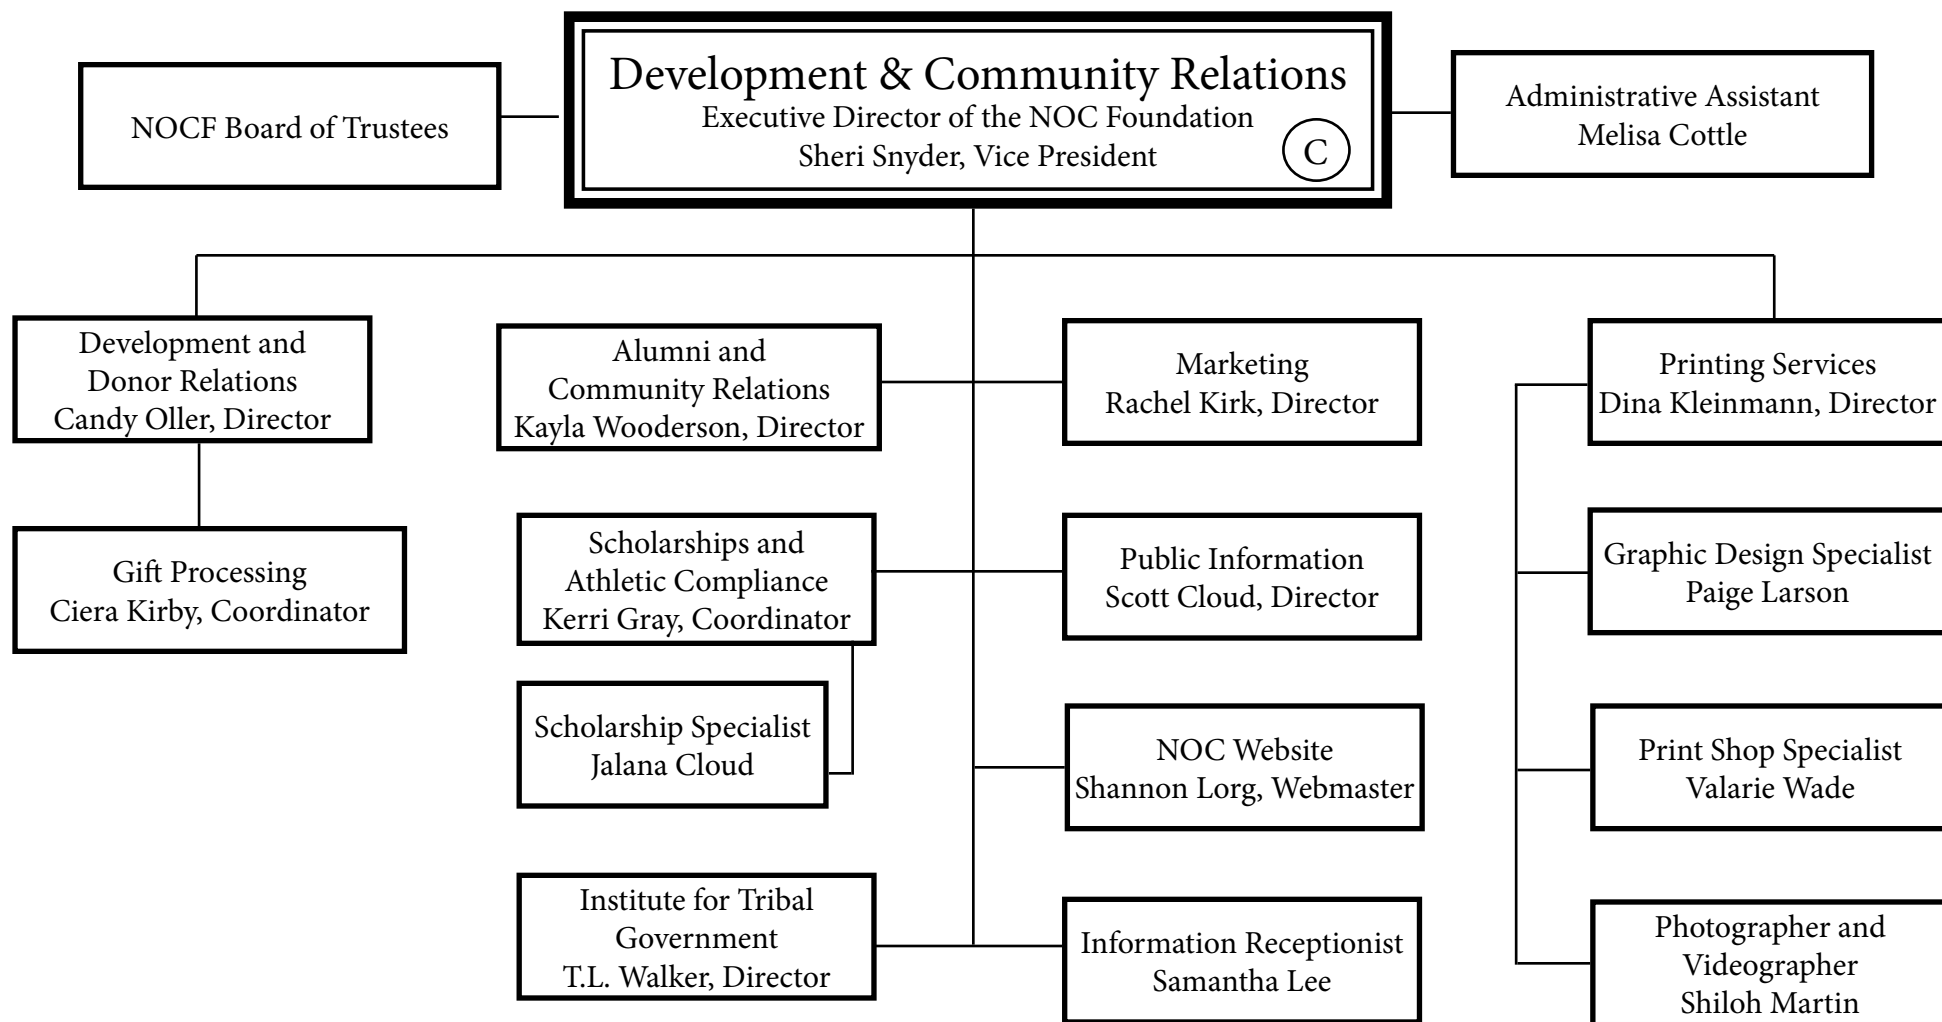 NOCF Board of Trustees
Development & Community Relations
Executive Director of the NOC Foundation
Sheri Snyder, Vice President
C
Administrative Assistant
Melisa Cottle
Development and
Donor Relations
Candy Oller, Director
Alumni and
Community Relations
Kayla Wooderson, Director
Marketing
Rachel Kirk, Director
Printing Services
Dina Kleinmann, Director
Gift Processing
Ciera Kirby, Coordinator
Scholarships and
Athletic Compliance
Kerri Gray, Coordinator
Public Information
Scott Cloud, Director
Graphic Design Specialist
Paige Larson
Scholarship Specialist
Jalana Cloud
NOC Website
Shannon Lorg, Webmaster
Print Shop Specialist
Valarie Wade
Institute for Tribal
Government
T.L. Walker, Director
Information Receptionist
Samantha Lee
Photographer and
Videographer
Shiloh Martin